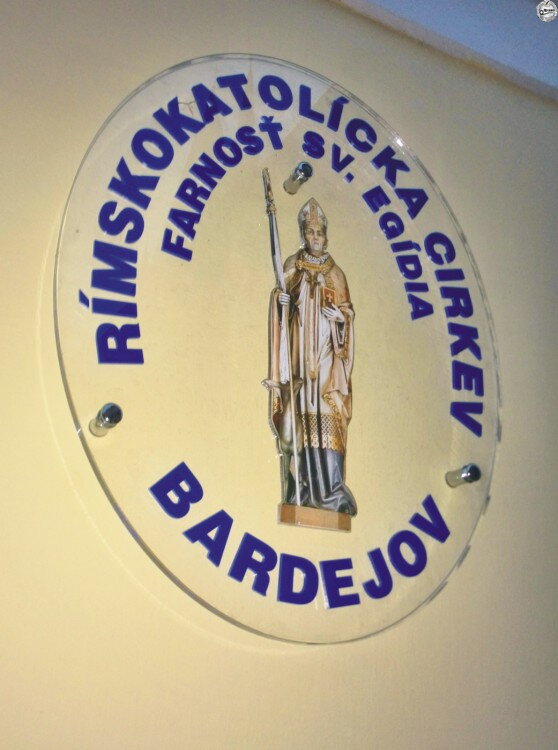 RÍMSKOKATOLÍCKA CIRKEV
FARNOSŤ SV. EGÍDIA
BARDEJOV